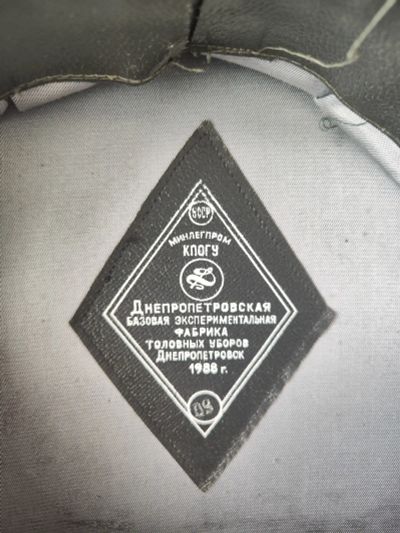 УССР
МИНЛЕГПРОМ
КПОГУ
ДНЕПРОПЕТРОВСКАЯ
БАЗОВАЯ ЭКСПЕРИМЕНТАЛЬНАЯ
ФАБРИКА
ГОЛОВНЫХ УБОРОВ
ДНЕПРОПЕТРОВСК
1988 г.